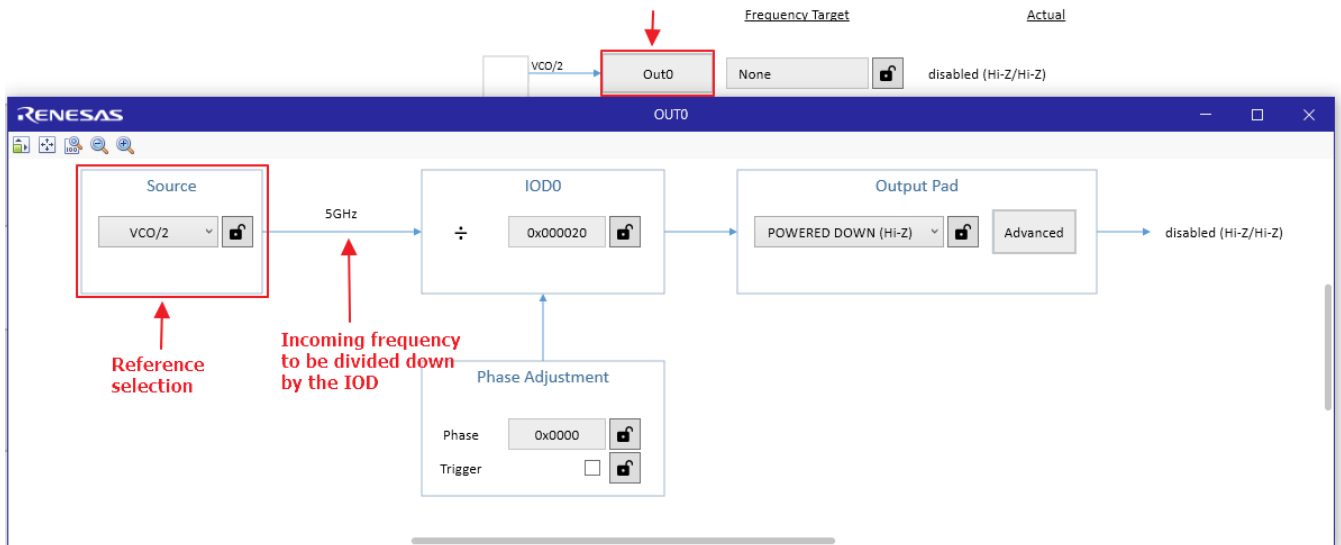 Frequency Target
Actual
VCO/2
Out0
None
disabled (Hi-Z/Hi-Z)
RENESAS
OUT0
Source
IOD0
Output Pad
VCO/2
5GHz
÷
0x000020
POWERED DOWN (Hi-Z)
Advanced
disabled (Hi-Z/Hi-Z)
Reference
selection
Incoming frequency
to be divided down
by the IOD
Phase Adjustment
Phase
0x0000
Trigger